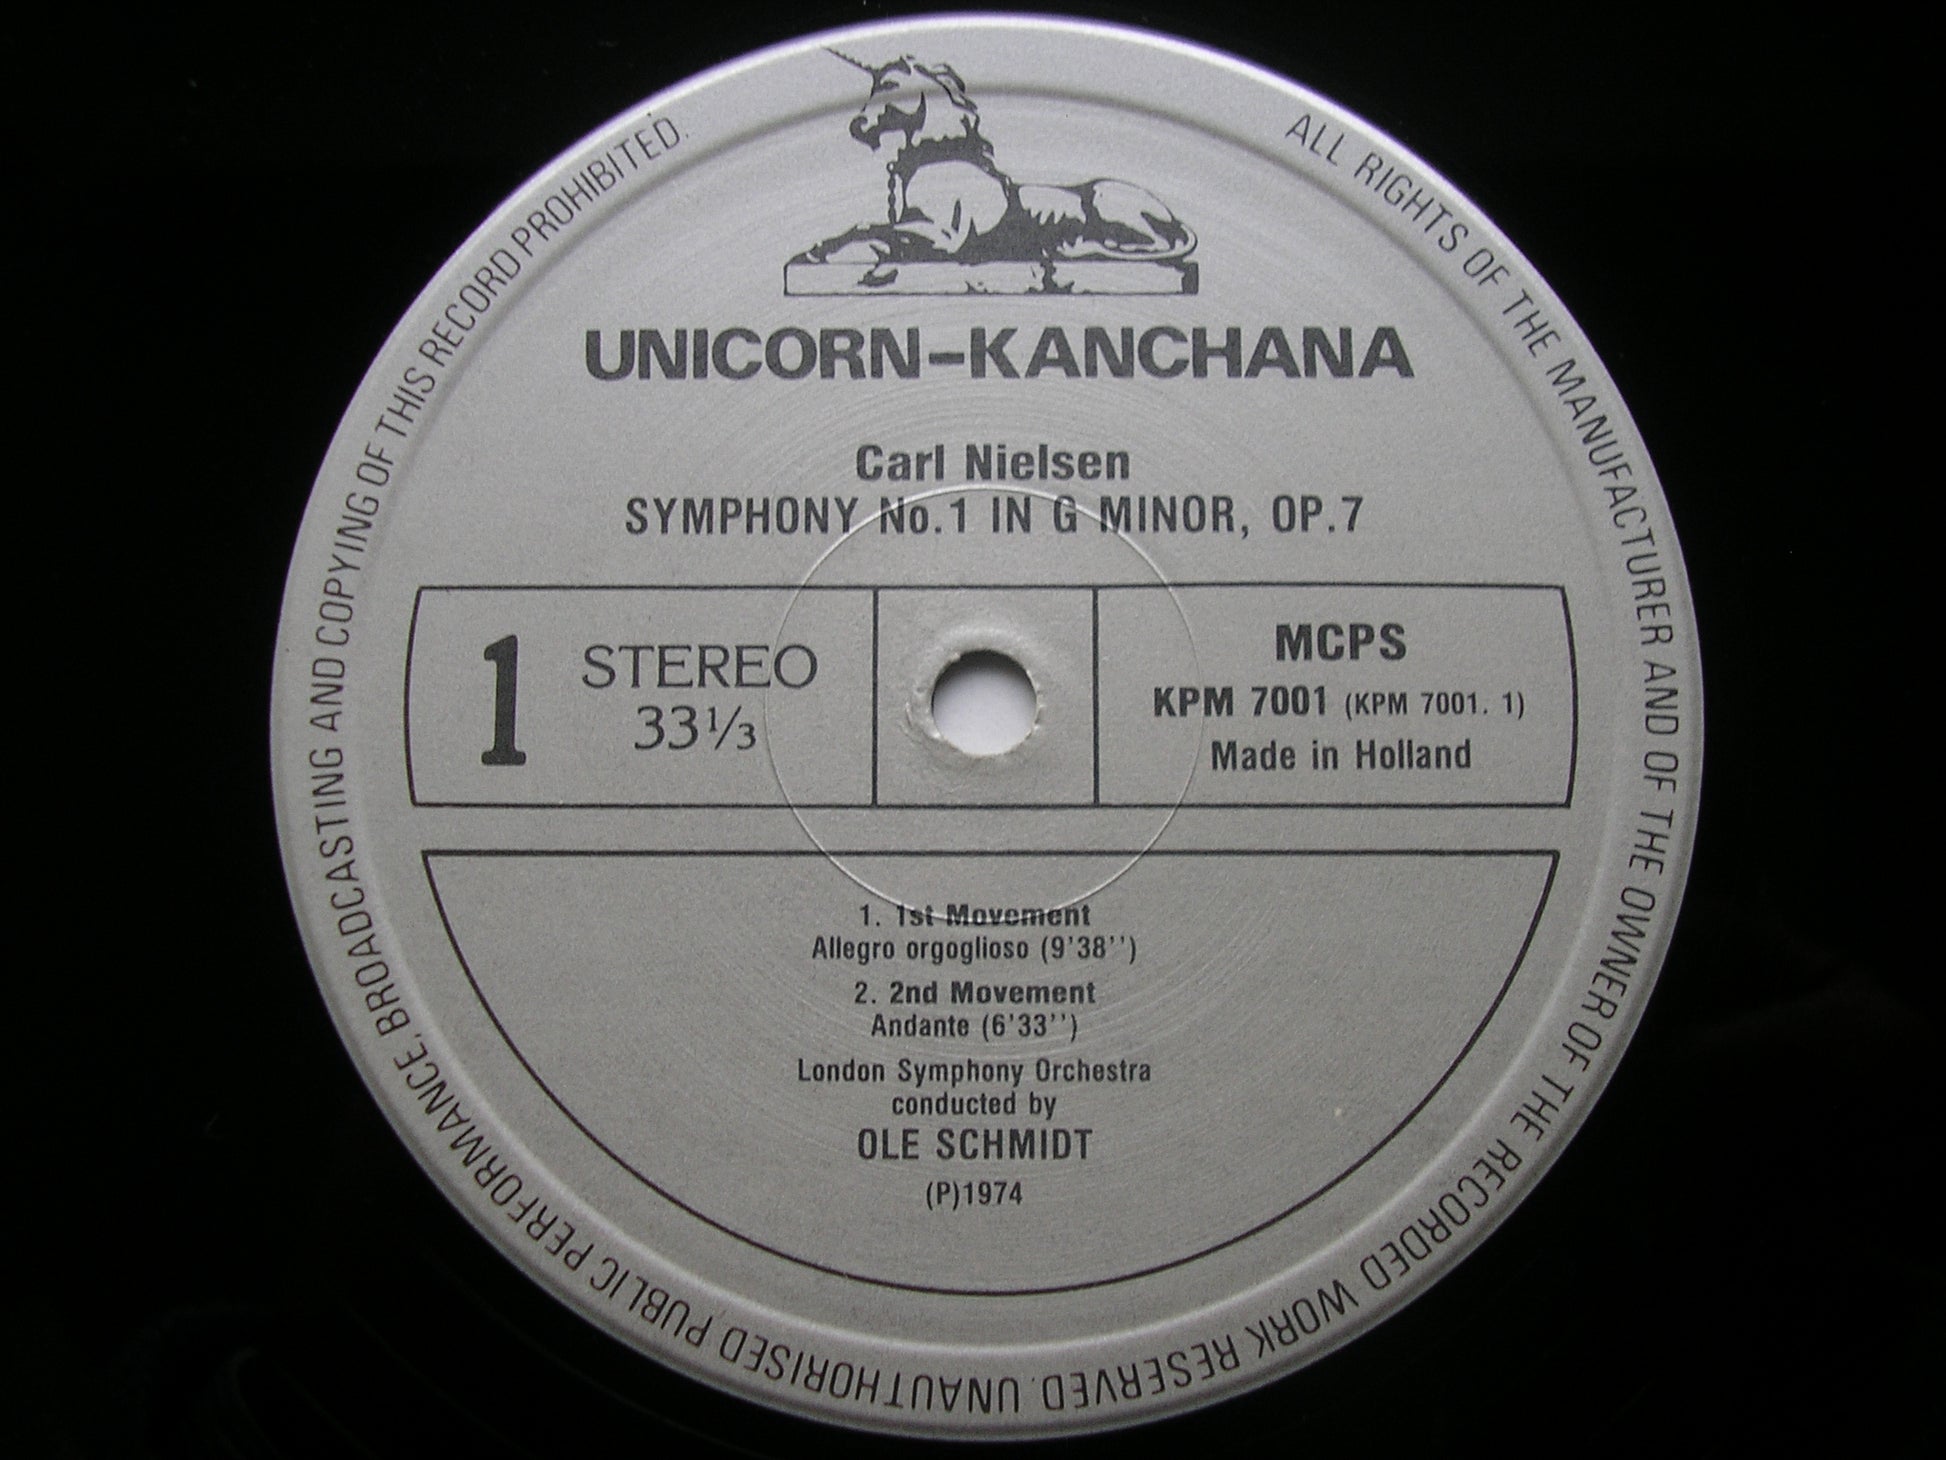 UNICORN-KANCHANA
Carl Nielsen
SYMPHONY No.1 IN G MINOR, OP.7
1
STEREO
33⅓
MCPS
KPM 7001 (KPM 7001. 1)
Made in Holland
1. 1st Movement
Allegro orgoglioso (9'38'')
2. 2nd Movement
Andante (6'33'')
London Symphony Orchestra
conducted by
OLE SCHMIDT
(P)1974
ALL RIGHTS OF THE MANUFACTURER AND OF THE OWNER OF THE RECORDED WORK RESERVED. UNAUTHORISED PUBLIC PERFORMANCE, BROADCASTING AND COPYING OF THIS RECORD PROHIBITED.